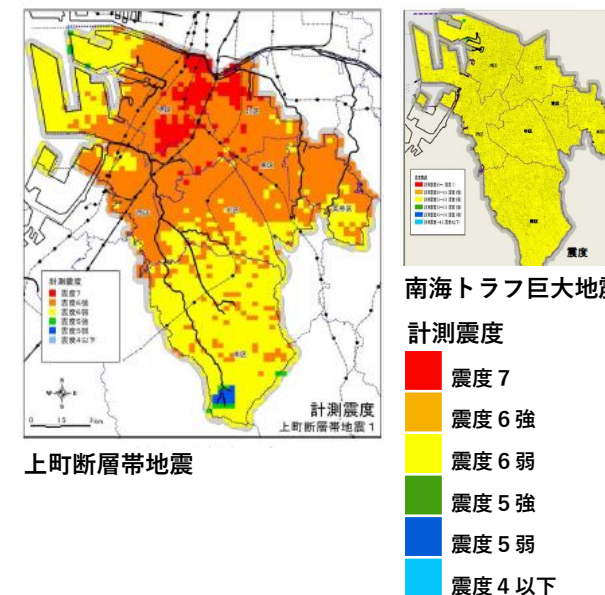 計測震度
震度7
震度6強
震度6弱
震度5強
震度5弱
震度4以下
N
0 1.5 3km
計測震度
上町断層帯地震1
上町断層帯地震
震度
南海トラフ巨大地震
計測震度
震度7
震度6強
震度6弱
震度5強
震度5弱
震度4以下